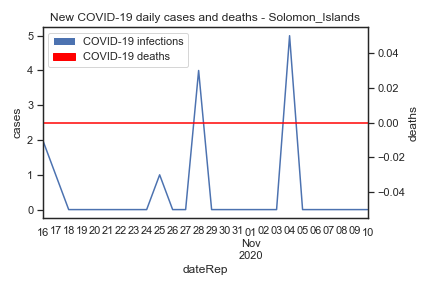 New COVID-19 daily cases and deaths - Solomon_Islands
COVID-19 infections
COVID-19 deaths
5
4
3
2
1
0
cases
0.04
0.02
0.00
−0.02
−0.04
deaths
16 17 18 19 20 21 22 23 24 25 26 27 28 29 30 31 01 02 03 04 05 06 07 08 09 10
Nov
2020
dateRep